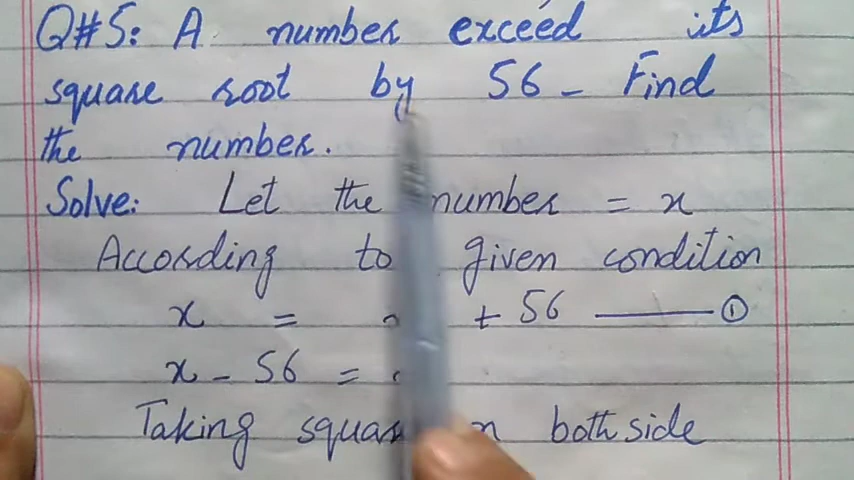 Q#5: A number exceed its
square root by 56 - Find
the number.
Solve: Let the number = x
According to given condition
x = + 56 ——— ①
x - 56 =
Taking both side